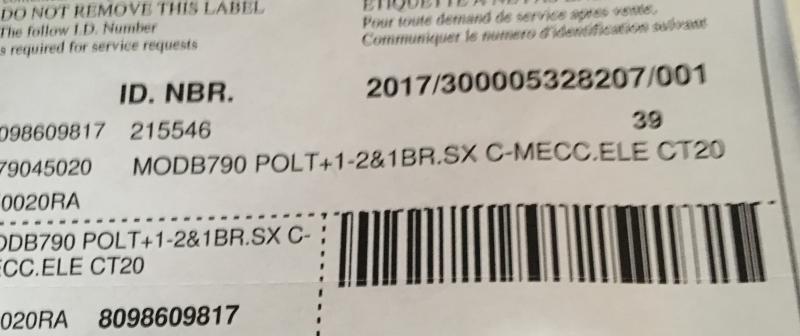 DO NOT REMOVE THIS LABEL
The follow I.D. Number
s required for service requests
Pour toute demand de service apres vente.
Communiquer le numero d'identification suivant
ID. NBR.
2017/300005328207/001
098609817 215546
39
79045020 MODB790 POLT+1-2&1BR.SX C-MECC.ELE CT20
0020RA
ODB790 POLT+1-2&1BR.SX C-
CC.ELE CT20
020RA 8098609817